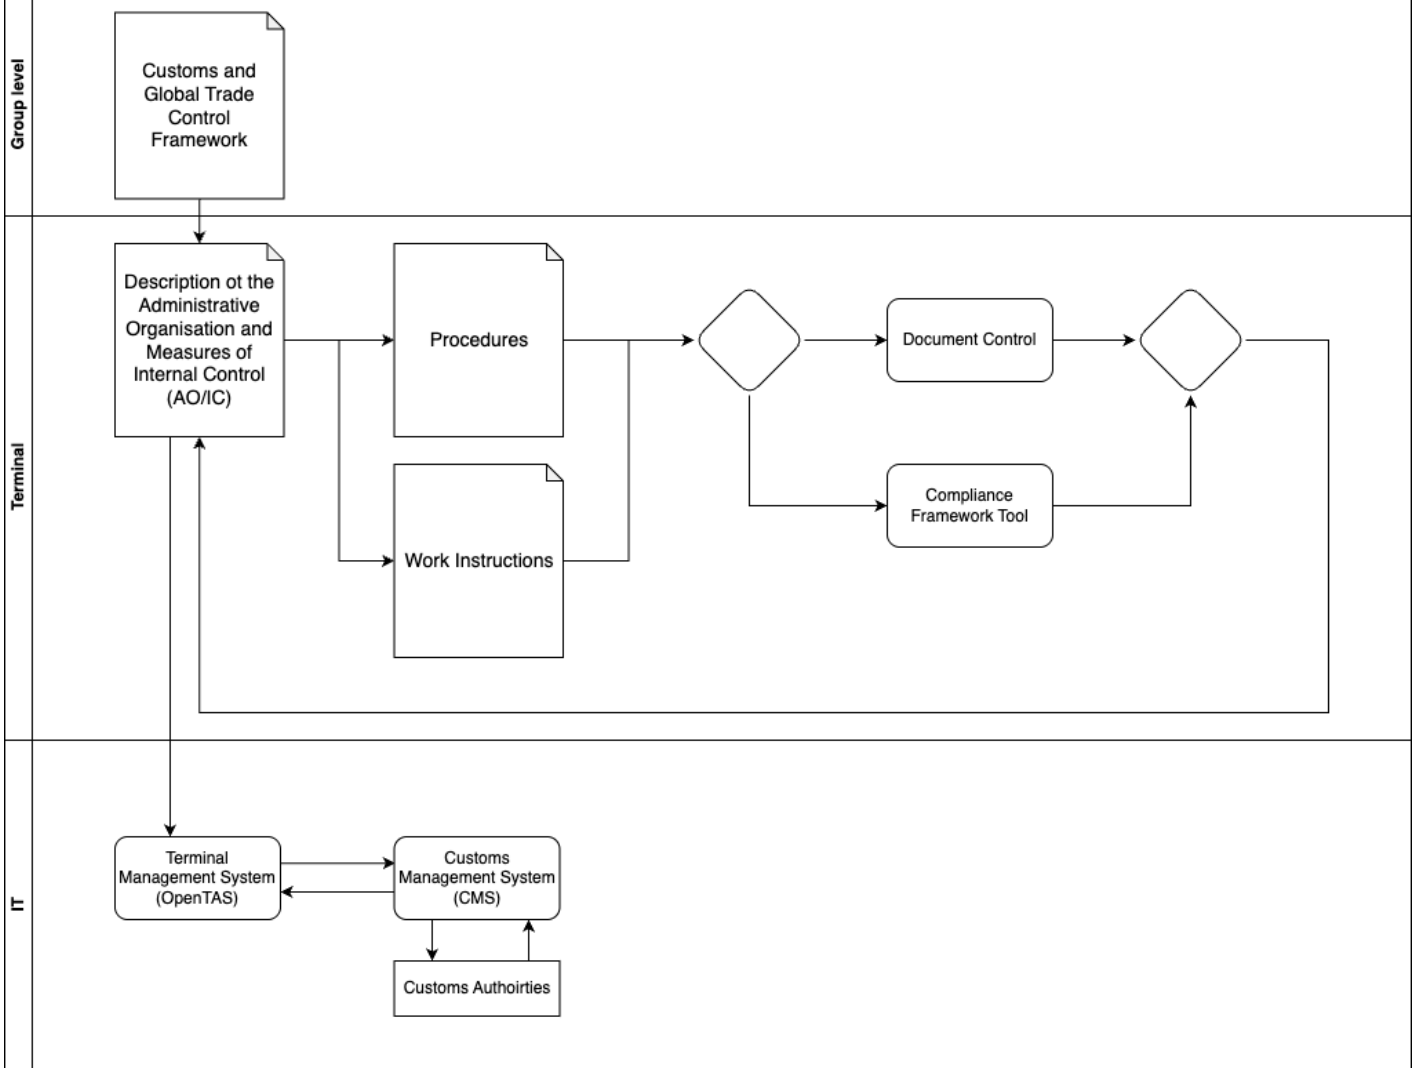 Group level
Customs and
Global Trade
Control
Framework
Terminal
Description ot the
Administrative
Organisation and
Measures of
Internal Control
(AO/IC)
Procedures
Document Control
Work Instructions
Compliance
Framework Tool
IT
Terminal
Management System
(OpenTAS)
Customs
Management System
(CMS)
Customs Authoirties